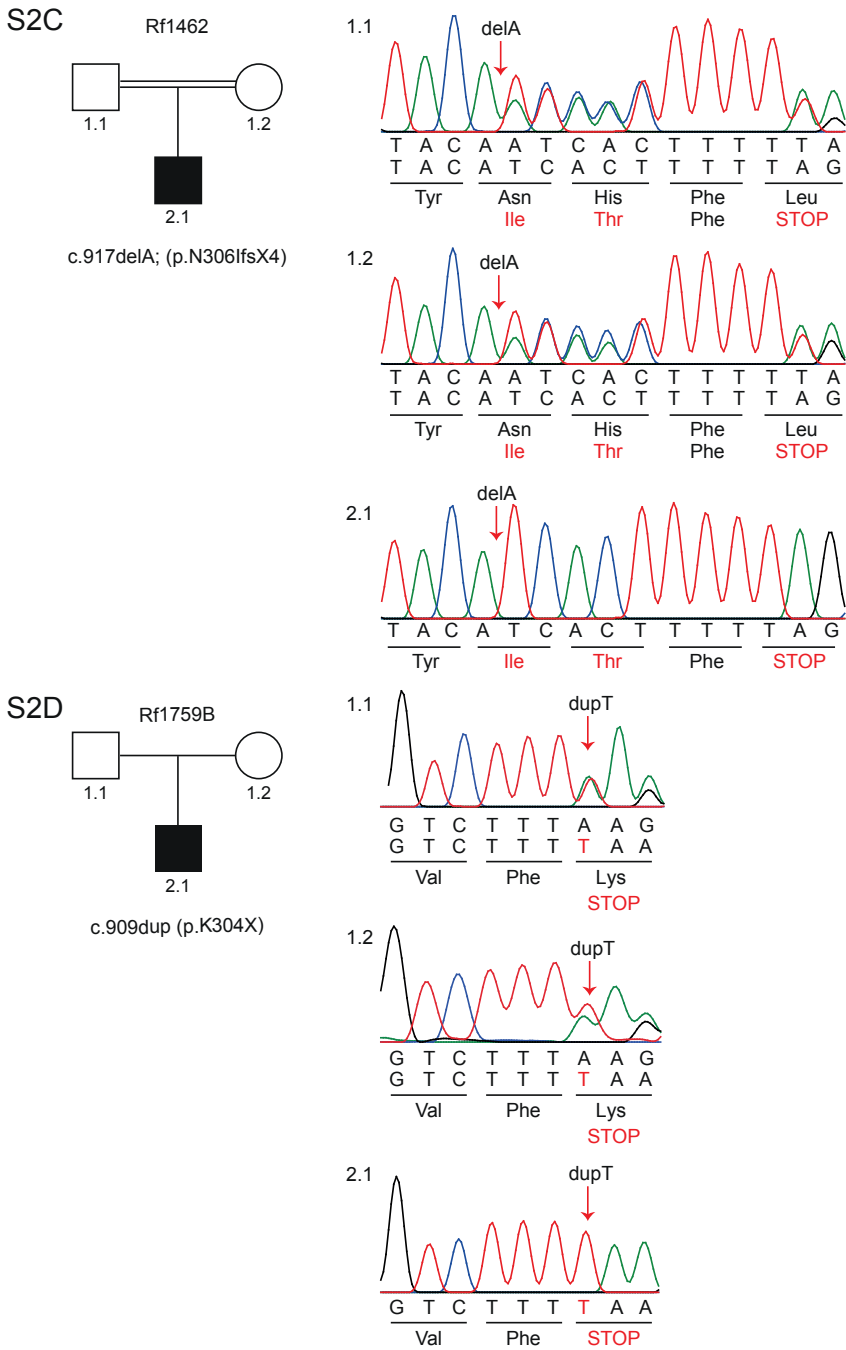 S2C
Rf1462
1.1
1.2
2.1
c.917delA; (p.N306IfsX4)
1.1
delA
T A C A A T C A C T T T T T A
T A C A T C A C T T T T T A G
Tyr Asn His Phe Leu
Ile Thr Phe STOP
1.2
delA
T A C A A T C A C T T T T T A
T A C A T C A C T T T T T A G
Tyr Asn His Phe Leu
Ile Thr Phe STOP
2.1
delA
T A C A T C A C T T T T T A G
Tyr Ile Thr Phe STOP
S2D
Rf1759B
1.1
1.2
2.1
c.909dup (p.K304X)
1.1
dupT
G T C T T T A A G
G T C T T T T A A
Val Phe Lys
STOP
1.2
dupT
G T C T T T A A G
G T C T T T T A A
Val Phe Lys
STOP
2.1
dupT
G T C T T T T A A
Val Phe STOP